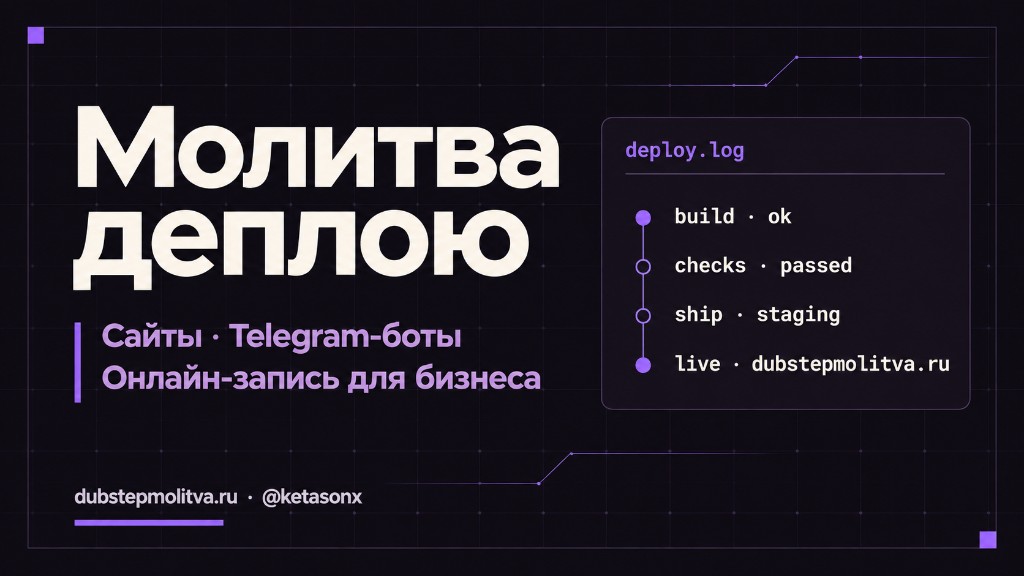 Молитва
деплою
Сайты · Telegram-боты
Онлайн-запись для бизнеса
dubstepmolitva.ru · @ketasonx
deploy.log
build · ok
checks · passed
ship · staging
live · dubstepmolitva.ru